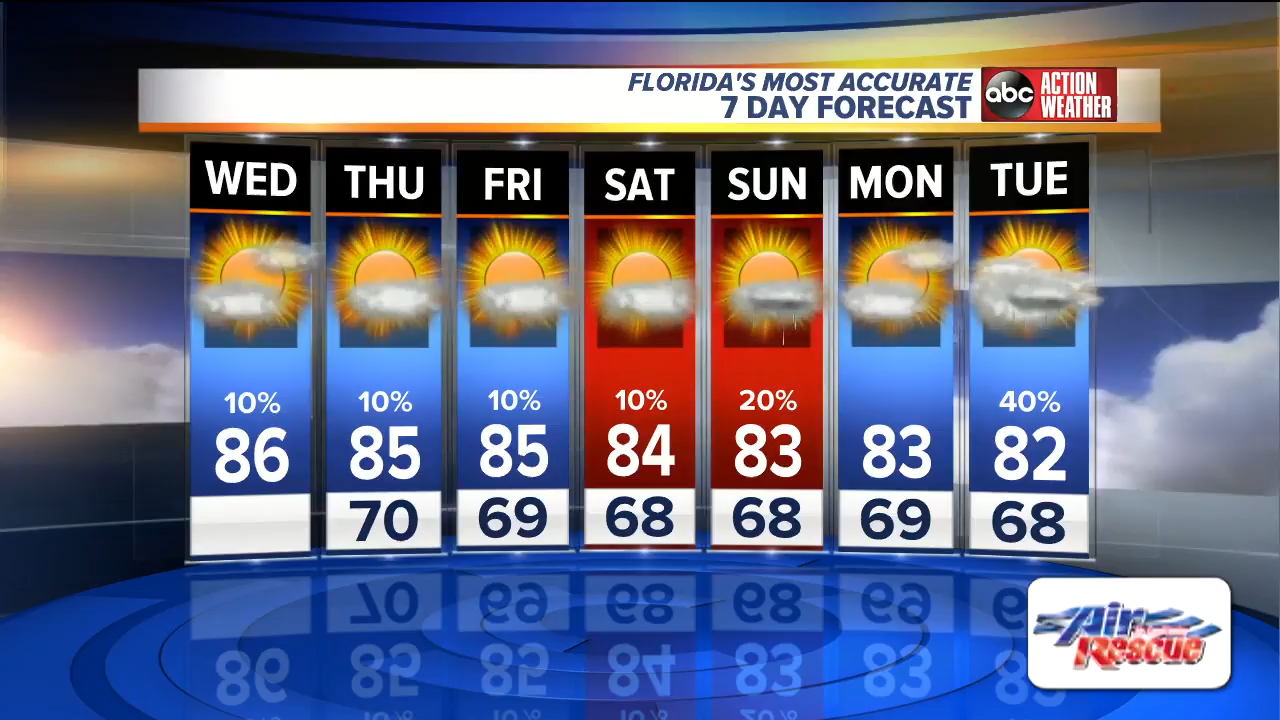 FLORIDA'S MOST ACCURATE
7 DAY FORECAST
abc
ACTION
WEATHER
WED THU FRI SAT SUN MON TUE
10% 10% 10% 10% 20% 40%
86 85 85 84 83 83 82
70 69 68 68 69 68
Air
Rescue